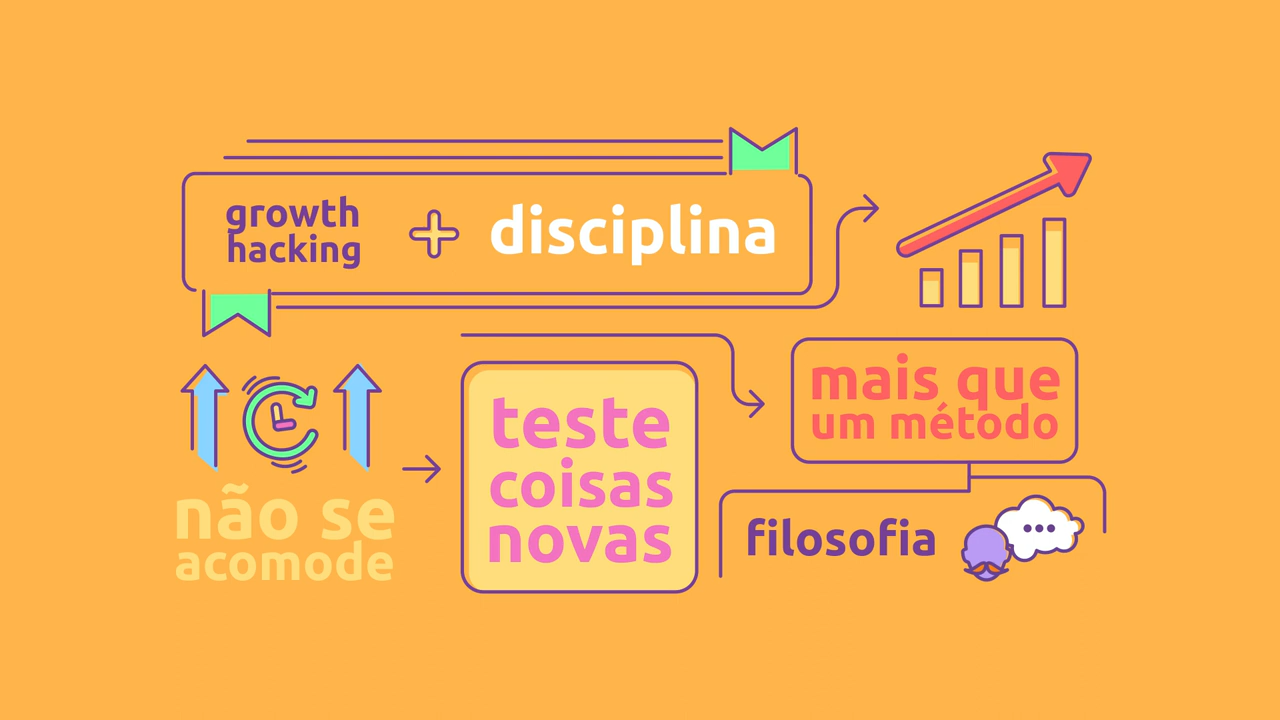 growth
hacking
disciplina
não se
acomode
teste
coisas
novas
mais que
um método
filosofia